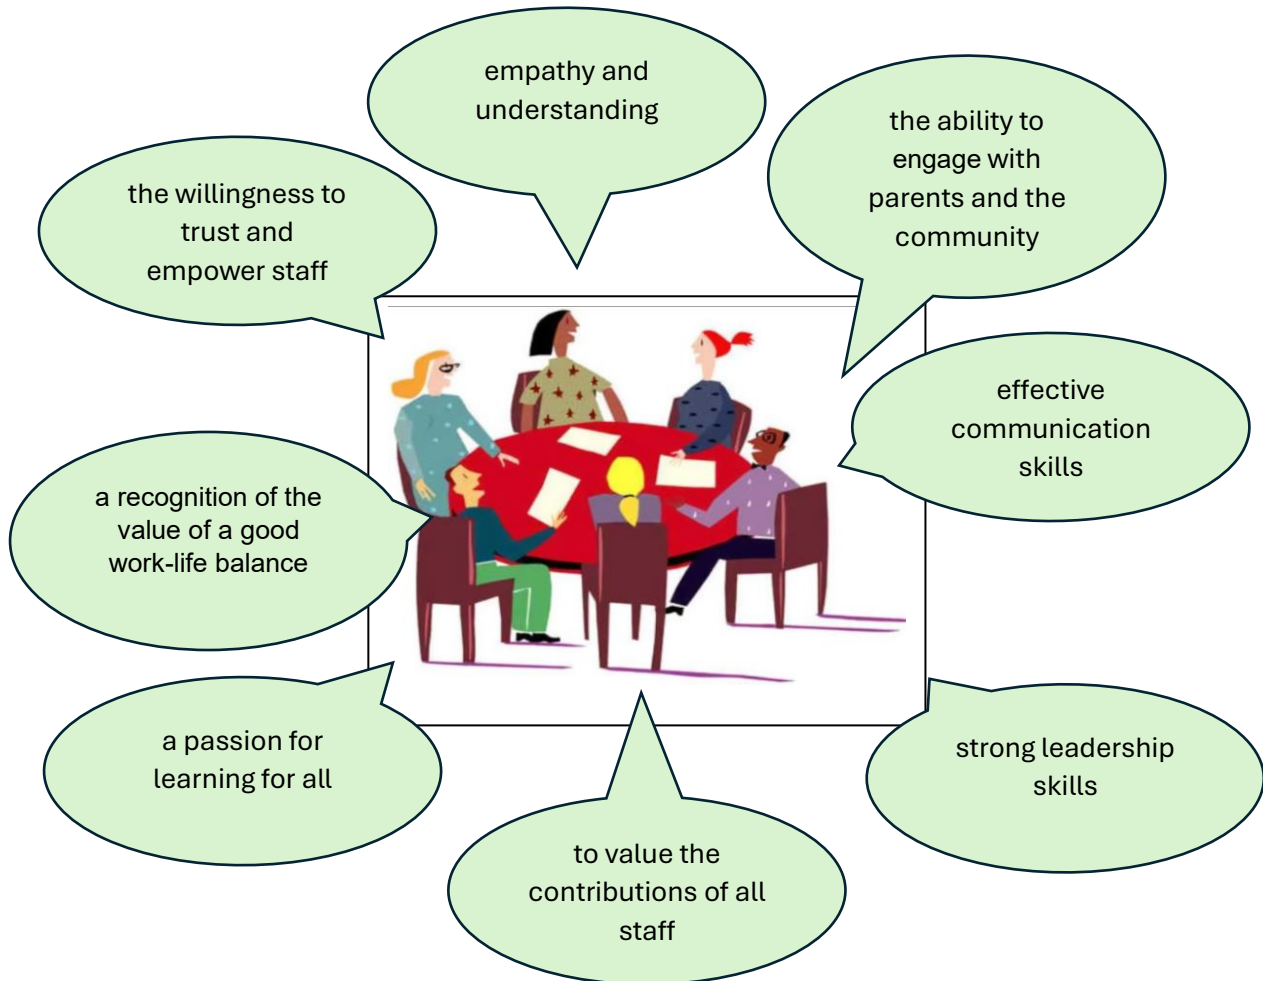 empathy and
understanding
the ability to
engage with
parents and the
community
the willingness to
trust and
empower staff
effective
communication
skills
a recognition of the
value of a good
work-life balance
a passion for
learning for all
strong leadership
skills
to value the
contributions of all
staff